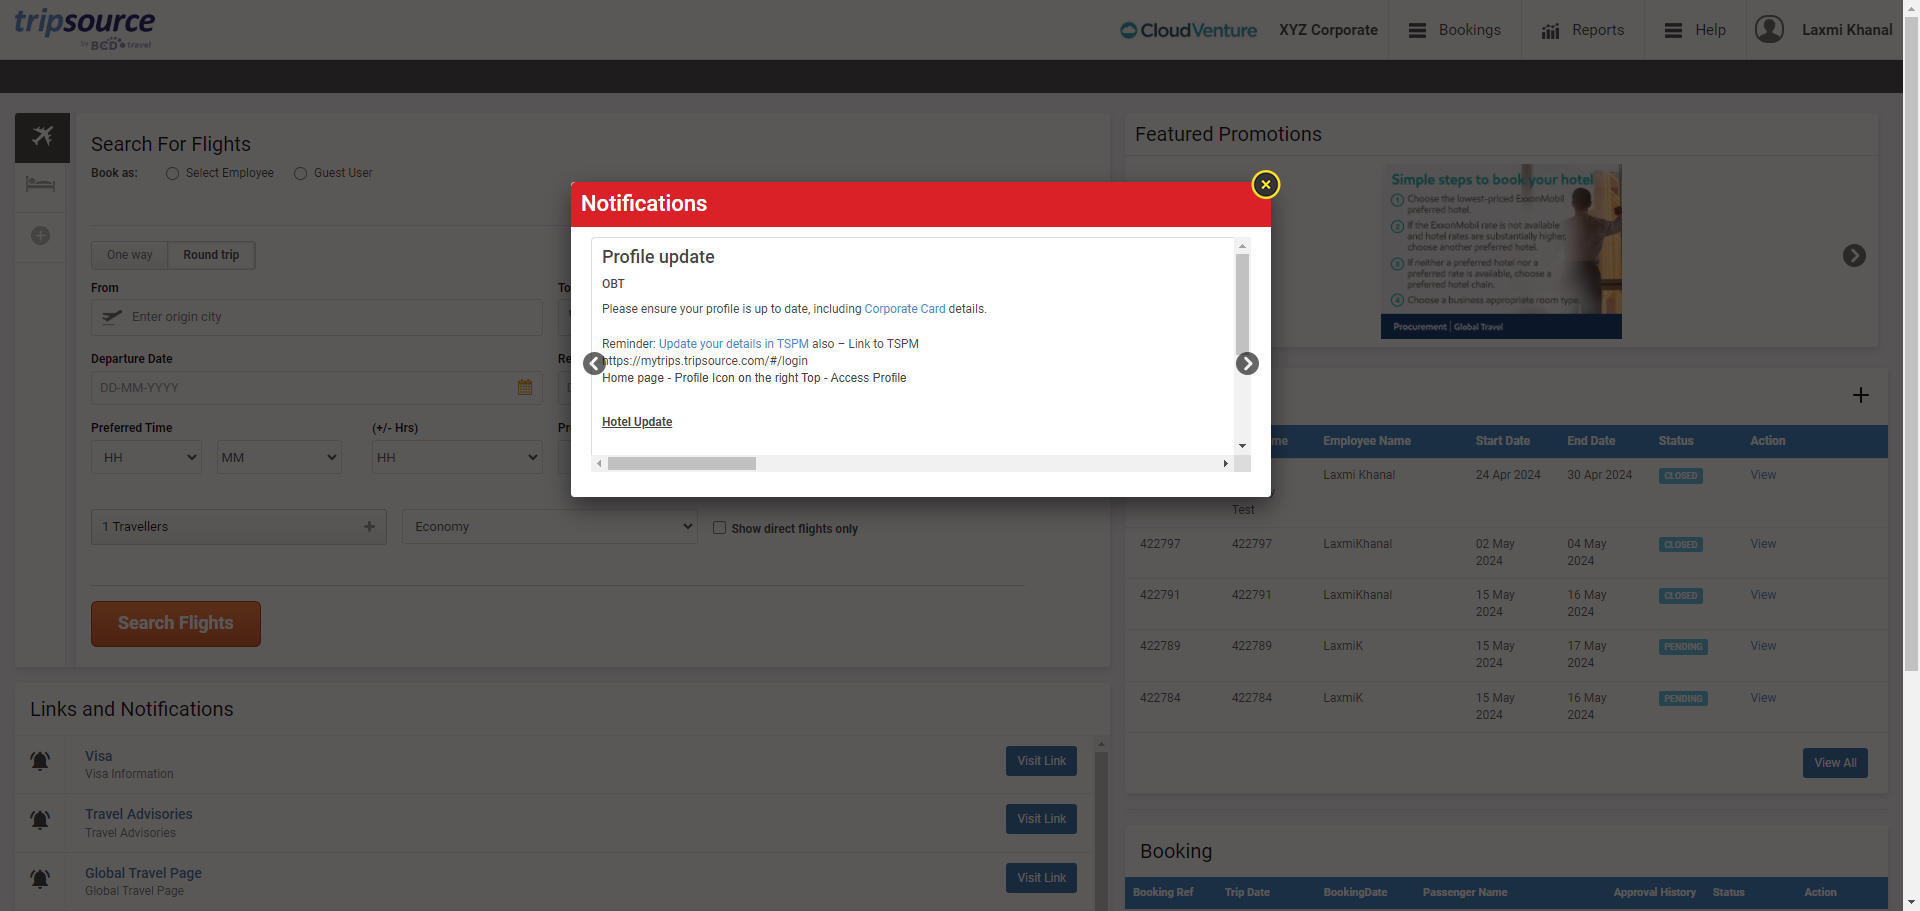 tripsource
by BCD travel
CloudVenture
XYZ Corporate
Bookings
Reports
Help
Laxmi Khanal
Search For Flights
Book as:
Select Employee
Guest User
One way
Round trip
From
To
Enter origin city
Departure Date
Re
DD-MM-YYYY
D
Preferred Time
(+/- Hrs)
Pr
HH
MM
HH
1 Travellers
Economy
Show direct flights only
Search Flights
Notifications
Profile update
OBT
Please ensure your profile is up to date, including Corporate Card details.
Reminder: Update your details in TSPM also – Link to TSPM
https://mytrips.tripsource.com/#/login
Home page - Profile Icon on the right Top - Access Profile
Hotel Update
Featured Promotions
Simple steps to book your hotel
1 Choose the lowest-priced ExxonMobil
preferred hotel.
2 If the ExxonMobil rate is not available
and hotel rates are substantially higher,
choose another preferred hotel.
3 If neither a preferred hotel nor a
preferred rate is available, choose a
preferred hotel chain.
4 Choose a business appropriate room type.
Procurement | Global Travel
me Employee Name Start Date End Date Status Action
Laxmi Khanal 24 Apr 2024 30 Apr 2024 CLOSED View
Test
422797 422797 LaxmiKhanal 02 May 04 May CLOSED View
2024 2024
422791 422791 LaxmiKhanal 15 May 16 May CLOSED View
2024 2024
422789 422789 LaxmiK 15 May 17 May PENDING View
2024 2024
422784 422784 LaxmiK 15 May 16 May PENDING View
2024 2024
View All
Links and Notifications
Visa
Visa Information
Visit Link
Travel Advisories
Travel Advisories
Visit Link
Global Travel Page
Global Travel Page
Visit Link
Booking
Booking Ref Trip Date BookingDate Passenger Name Approval History Status Action